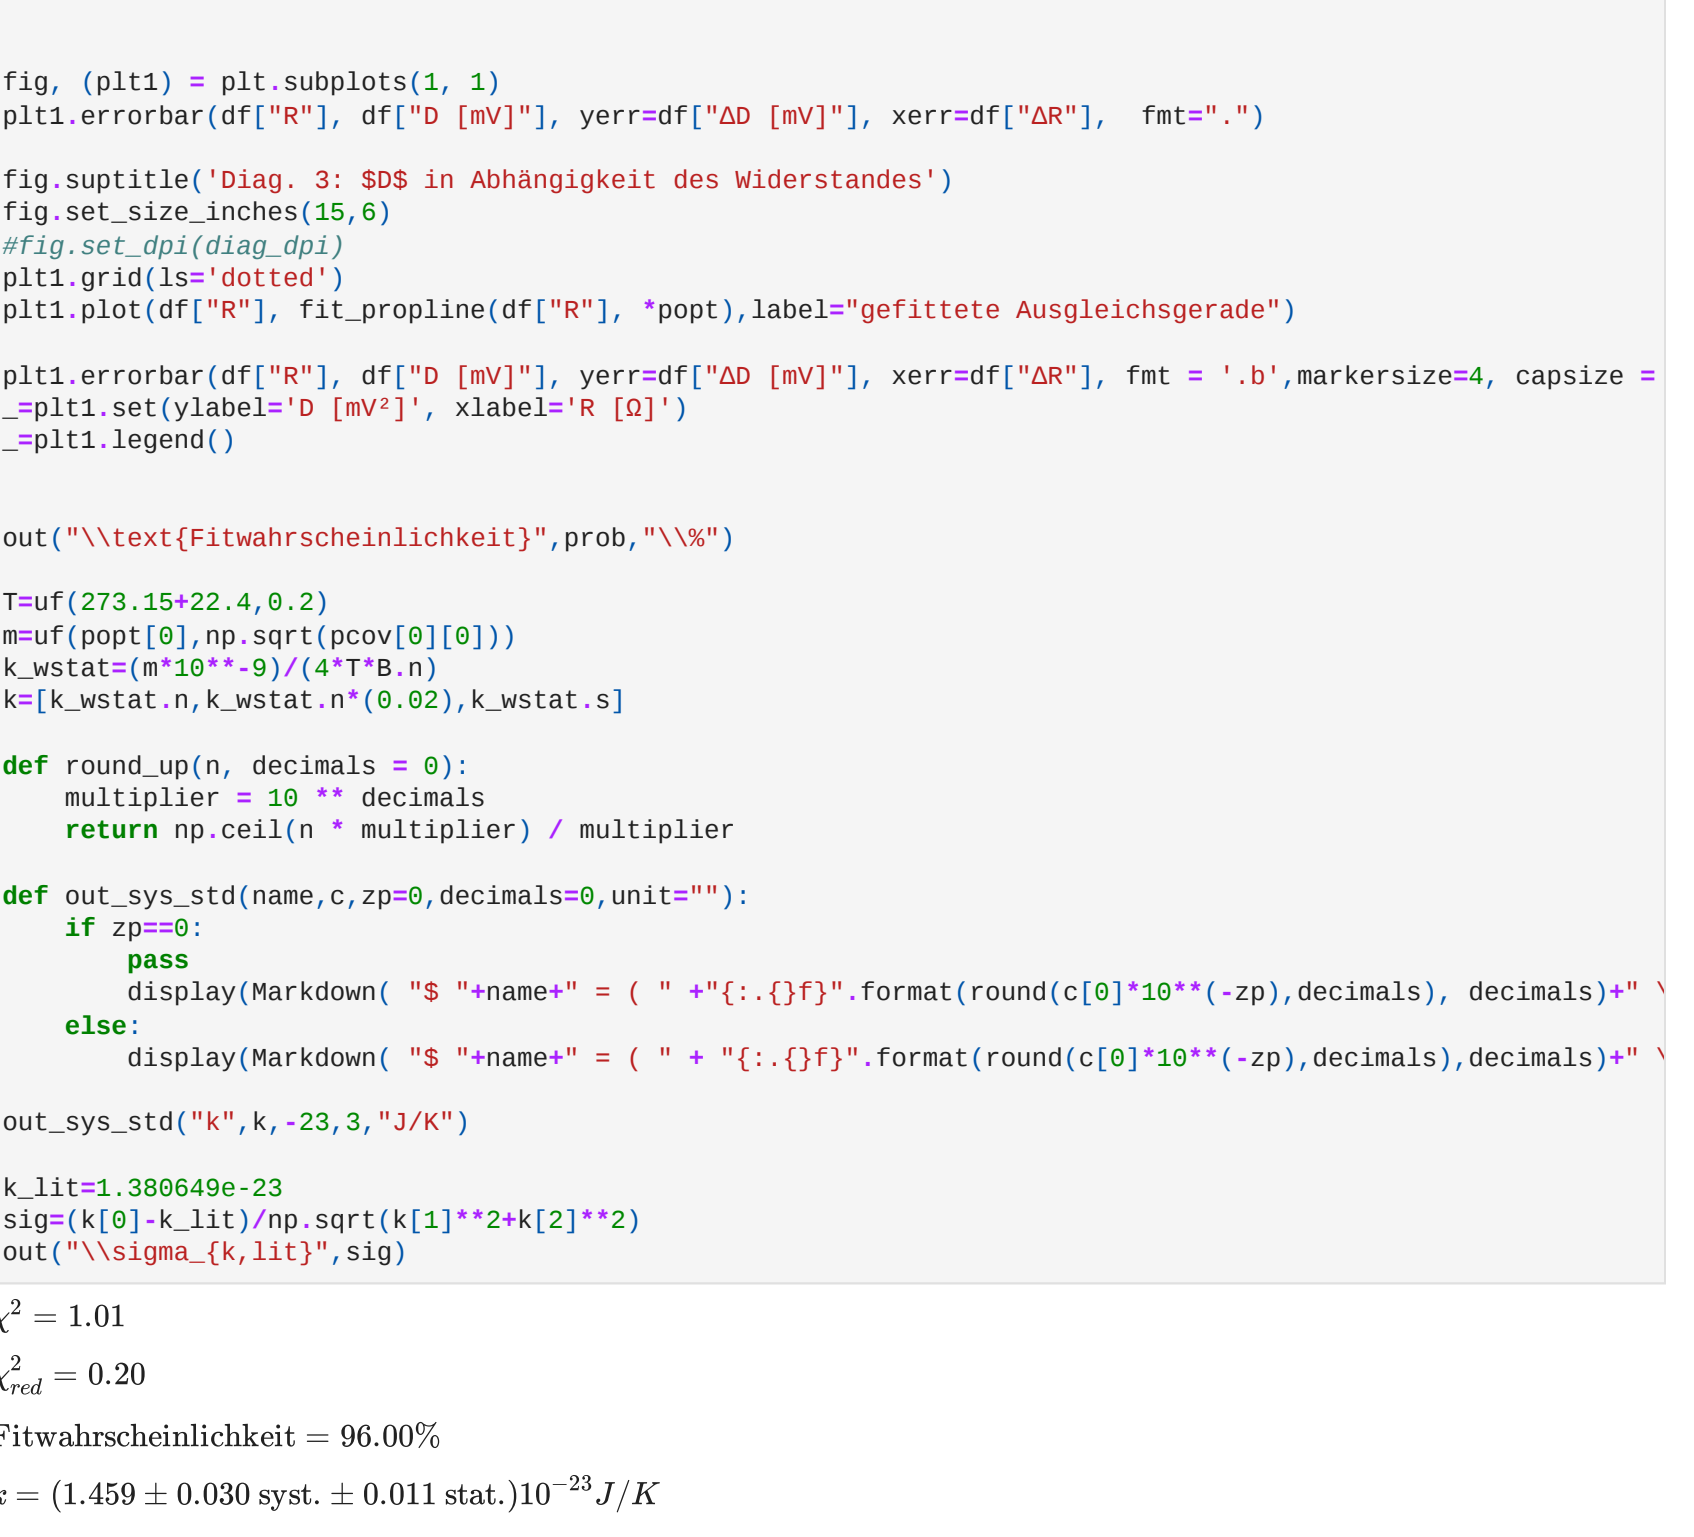 fig, (plt1) = plt.subplots(1, 1)
plt1.errorbar(df["R"], df["D [mV]"], yerr=df["ΔD [mV]"], xerr=df["ΔR"],  fmt=".")
fig.suptitle('Diag. 3: $D$ in Abhängigkeit des Widerstandes')
fig.set_size_inches(15,6)
#fig.set_dpi(diag_dpi)
plt1.grid(ls='dotted')
plt1.plot(df["R"], fit_propline(df["R"], *popt),label="gefittete Ausgleichsgerade")
plt1.errorbar(df["R"], df["D [mV]"], yerr=df["ΔD [mV]"], xerr=df["ΔR"], fmt = '.b',markersize=4, capsize =
_=plt1.set(ylabel='D [mV²]', xlabel='R [Ω]')
_=plt1.legend()
out("\\text{Fitwahrscheinlichkeit}",prob,"\\%")
T=uf(273.15+22.4,0.2)
m=uf(popt[0],np.sqrt(pcov[0][0]))
k_wstat=(m*10**-9)/(4*T*B.n)
k=[k_wstat.n,k_wstat.n*(0.02),k_wstat.s]
def round_up(n, decimals = 0):
    multiplier = 10 ** decimals
    return np.ceil(n * multiplier) / multiplier
def out_sys_std(name,c,zp=0,decimals=0,unit=""):
    if zp==0:
        pass
        display(Markdown( "$ "+name+" = ( " +"{:.{}f}".format(round(c[0]*10**(-zp),decimals), decimals)+" \
    else:
        display(Markdown( "$ "+name+" = ( " + "{:.{}f}".format(round(c[0]*10**(-zp),decimals),decimals)+" \
out_sys_std("k",k,-23,3,"J/K")
k_lit=1.380649e-23
sig=(k[0]-k_lit)/np.sqrt(k[1]**2+k[2]**2)
out("\\sigma_{k,lit}",sig)
χ² = 1.01
χ²_red = 0.20
Fitwahrscheinlichkeit = 96.00%
k = (1.459 ± 0.030 syst. ± 0.011 stat.)10⁻²³ J/K